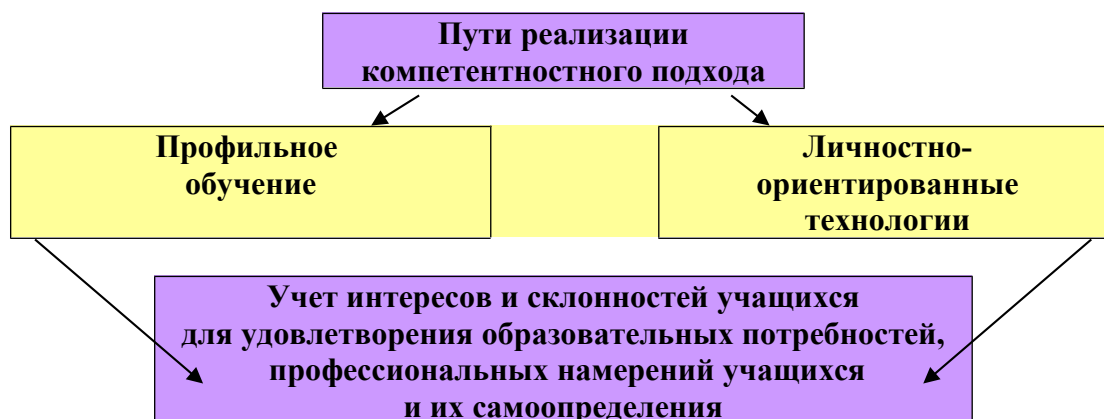 Пути реализации
компетентностного подхода
Профильное
обучение
Личностно-
ориентированные
технологии
Учет интересов и склонностей учащихся
для удовлетворения образовательных потребностей,
профессиональных намерений учащихся
и их самоопределения